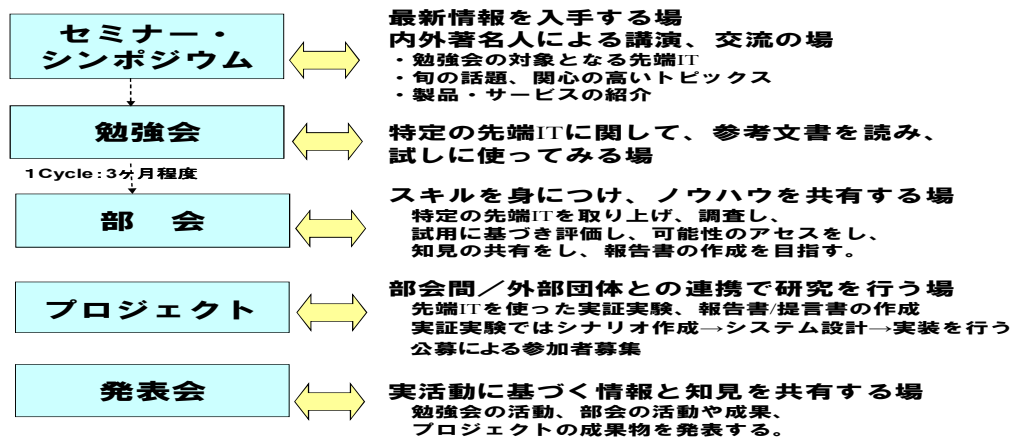 セミナー・
シンポジウム
最新情報を入手する場
内外著名人による講演、交流の場
・勉強会の対象となる先端IT
・旬の話題、関心の高いトピックス
・製品・サービスの紹介
勉強会
特定の先端ITに関して、参考文書を読み、
試しに使ってみる場
1Cycle:3ヶ月程度
部 会
スキルを身につけ、ノウハウを共有する場
特定の先端ITを取り上げ、調査し、
試用に基づき評価し、可能性のアセスをし、
知見の共有をし、報告書の作成を目指す。
プロジェクト
部会間／外部団体との連携で研究を行う場
先端ITを使った実証実験、報告書/提言書の作成
実証実験ではシナリオ作成→システム設計→実装を行う
公募による参加者募集
発表会
実活動に基づく情報と知見を共有する場
勉強会の活動、部会の活動や成果、
プロジェクトの成果物を発表する。